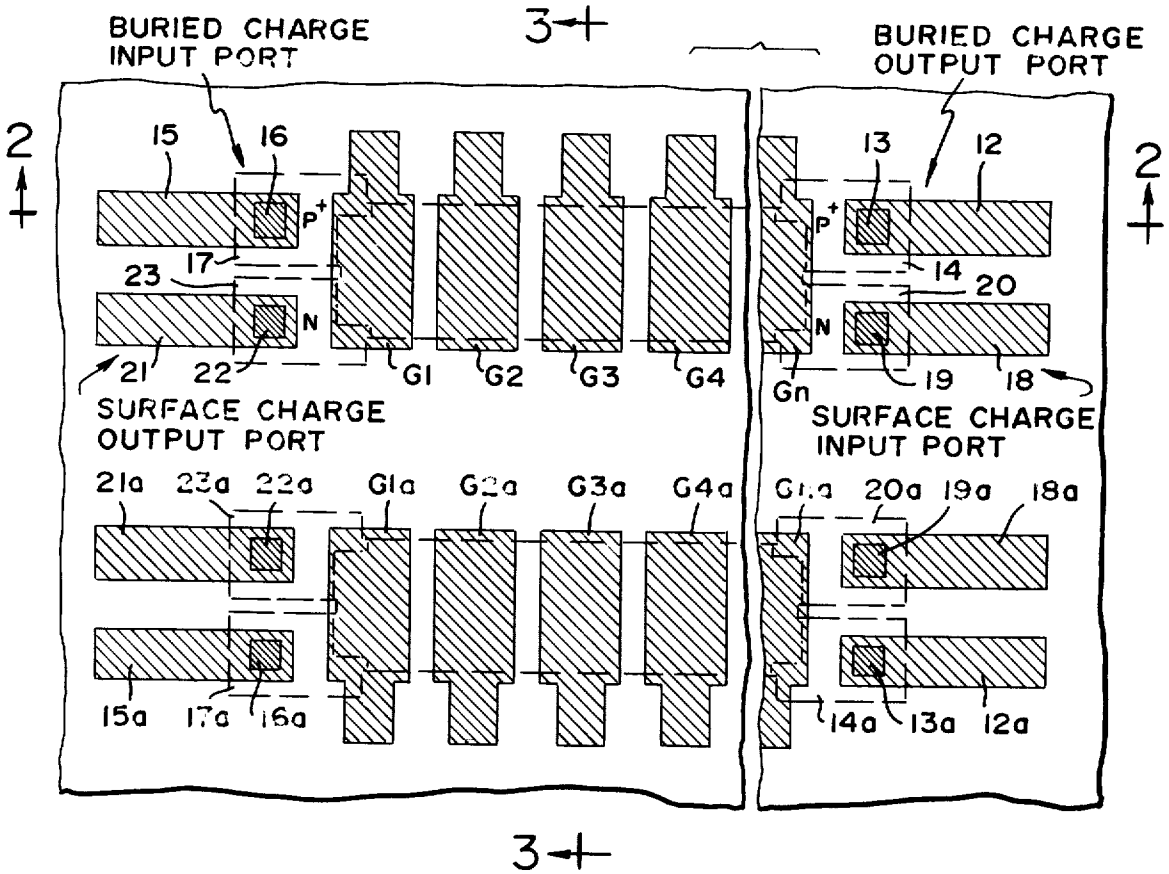 3
BURIED CHARGE
INPUT PORT
BURIED CHARGE
OUTPUT PORT
2
15
16
13
12
2
P+
P+
17
14
23
20
N
N
21
22
G1
G2
G3
G4
Gn
19
18
SURFACE CHARGE
OUTPUT PORT
SURFACE CHARGE
INPUT PORT
21a
23a
22a
G1a
G2a
G3a
G4a
Gna
20a
19a
18a
15a
17a
16a
14a
13a
12a
3